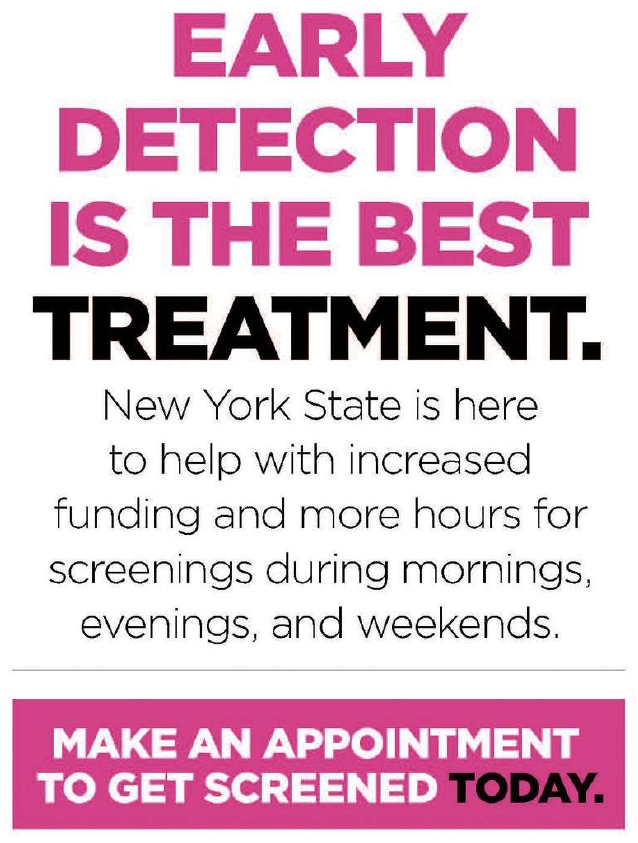 EARLY
DETECTION
IS THE BEST
TREATMENT.
New York State is here
to help with increased
funding and more hours for
screenings during mornings,
evenings, and weekends.
MAKE AN APPOINTMENT
TO GET SCREENED TODAY.